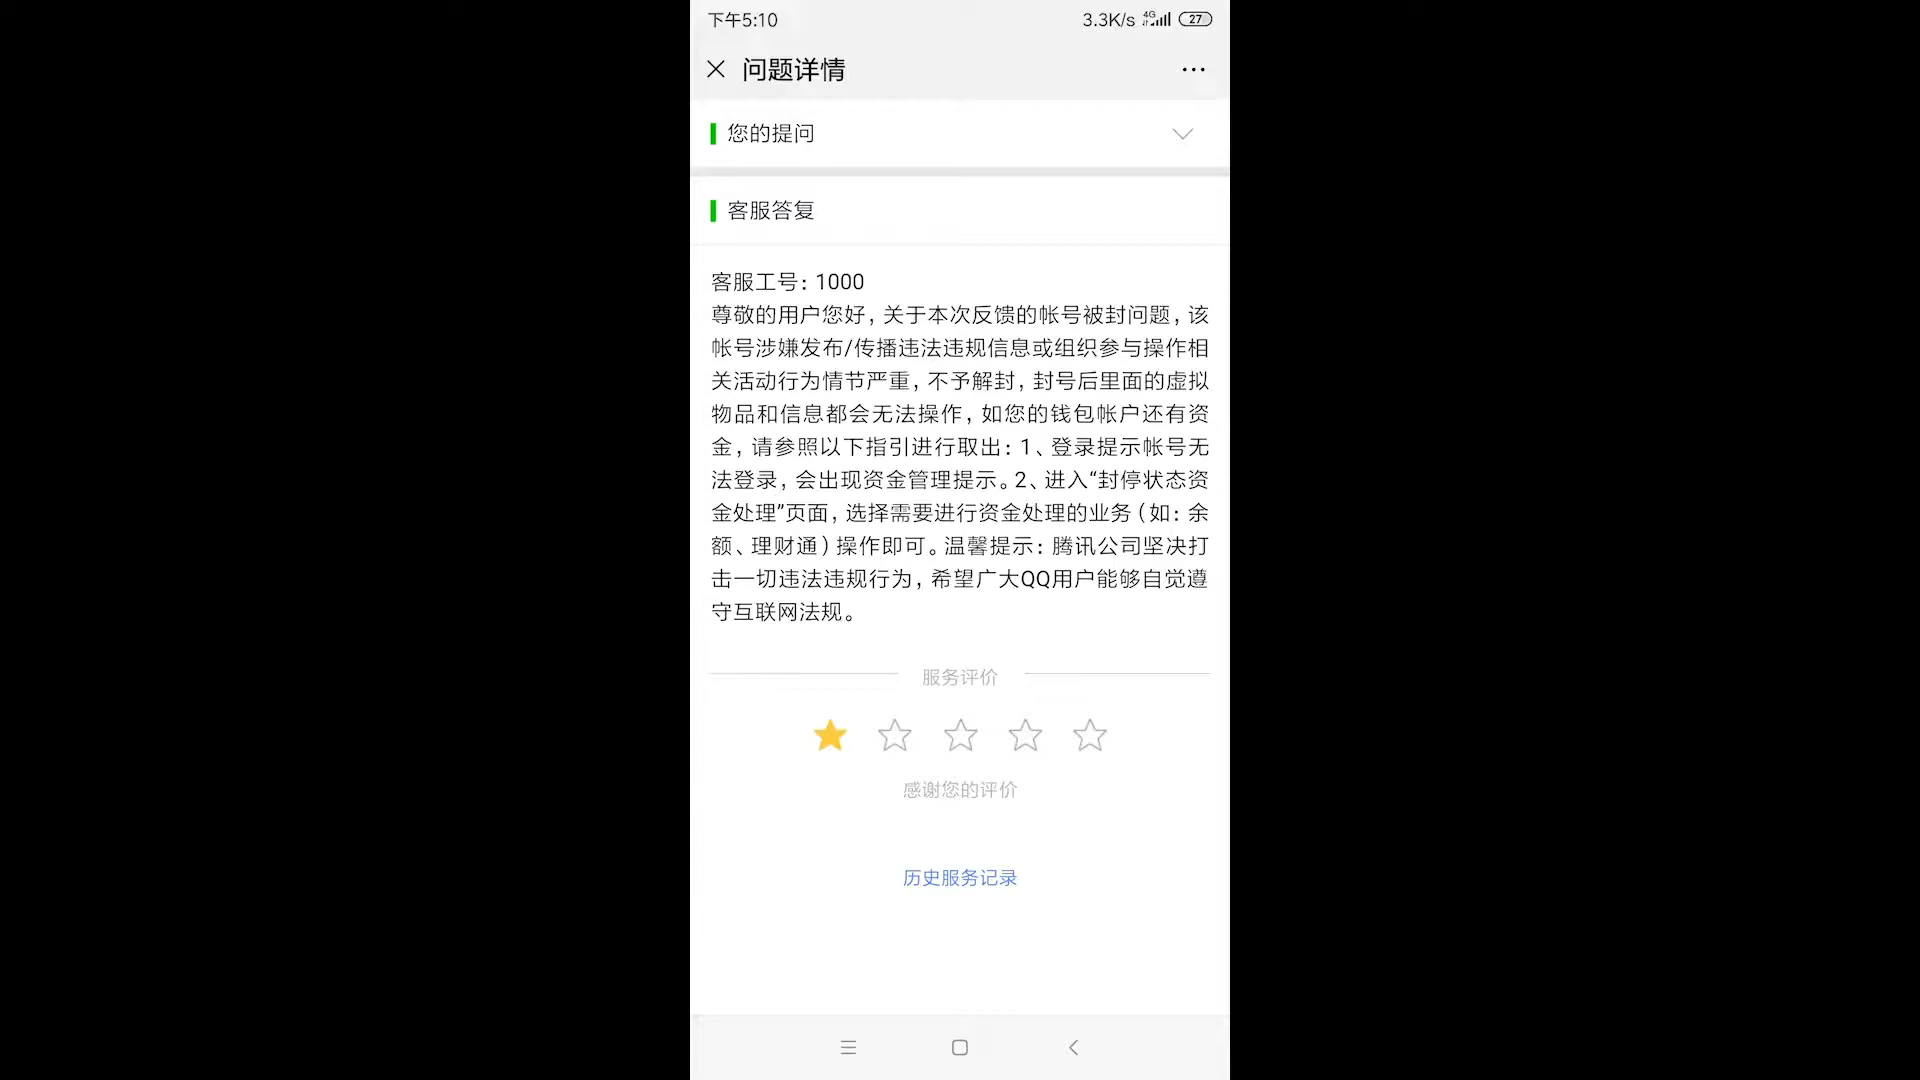 下午5:10
3.3K/s 4G 27
问题详情
您的提问
客服答复
客服工号：1000
尊敬的用户您好，关于本次反馈的帐号被封问题，该
帐号涉嫌发布/传播违法违规信息或组织参与操作相
关活动行为情节严重，不予解封，封号后里面的虚拟
物品和信息都会无法操作，如您的钱包帐户还有资
金，请参照以下指引进行取出：1、登录提示帐号无
法登录，会出现资金管理提示。2、进入“封停状态资
金处理”页面，选择需要进行资金处理的业务（如：余
额、理财通）操作即可。温馨提示：腾讯公司坚决打
击一切违法违规行为，希望广大QQ用户能够自觉遵
守互联网法规。
服务评价
感谢您的评价
历史服务记录